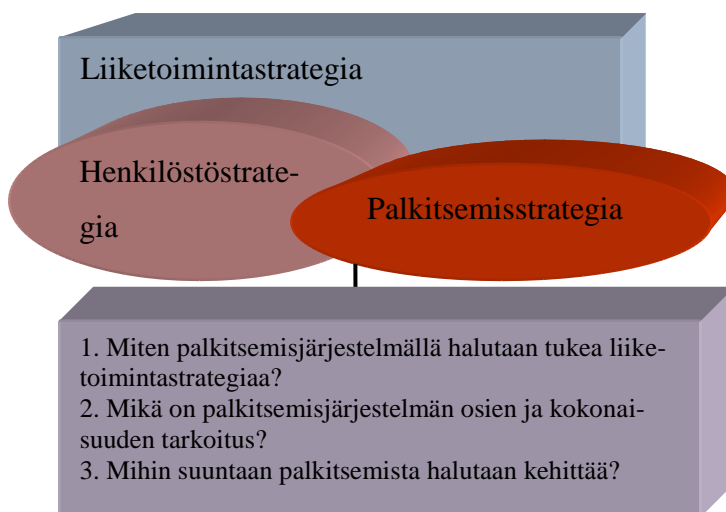 Liiketoimintastrategia
Henkilöstöstrate-
gia
Palkitsemisstrategia
1. Miten palkitsemisjärjestelmällä halutaan tukea liike-
toimintastrategiaa?
2. Mikä on palkitsemisjärjestelmän osien ja kokonai-
suuden tarkoitus?
3. Mihin suuntaan palkitsemista halutaan kehittää?